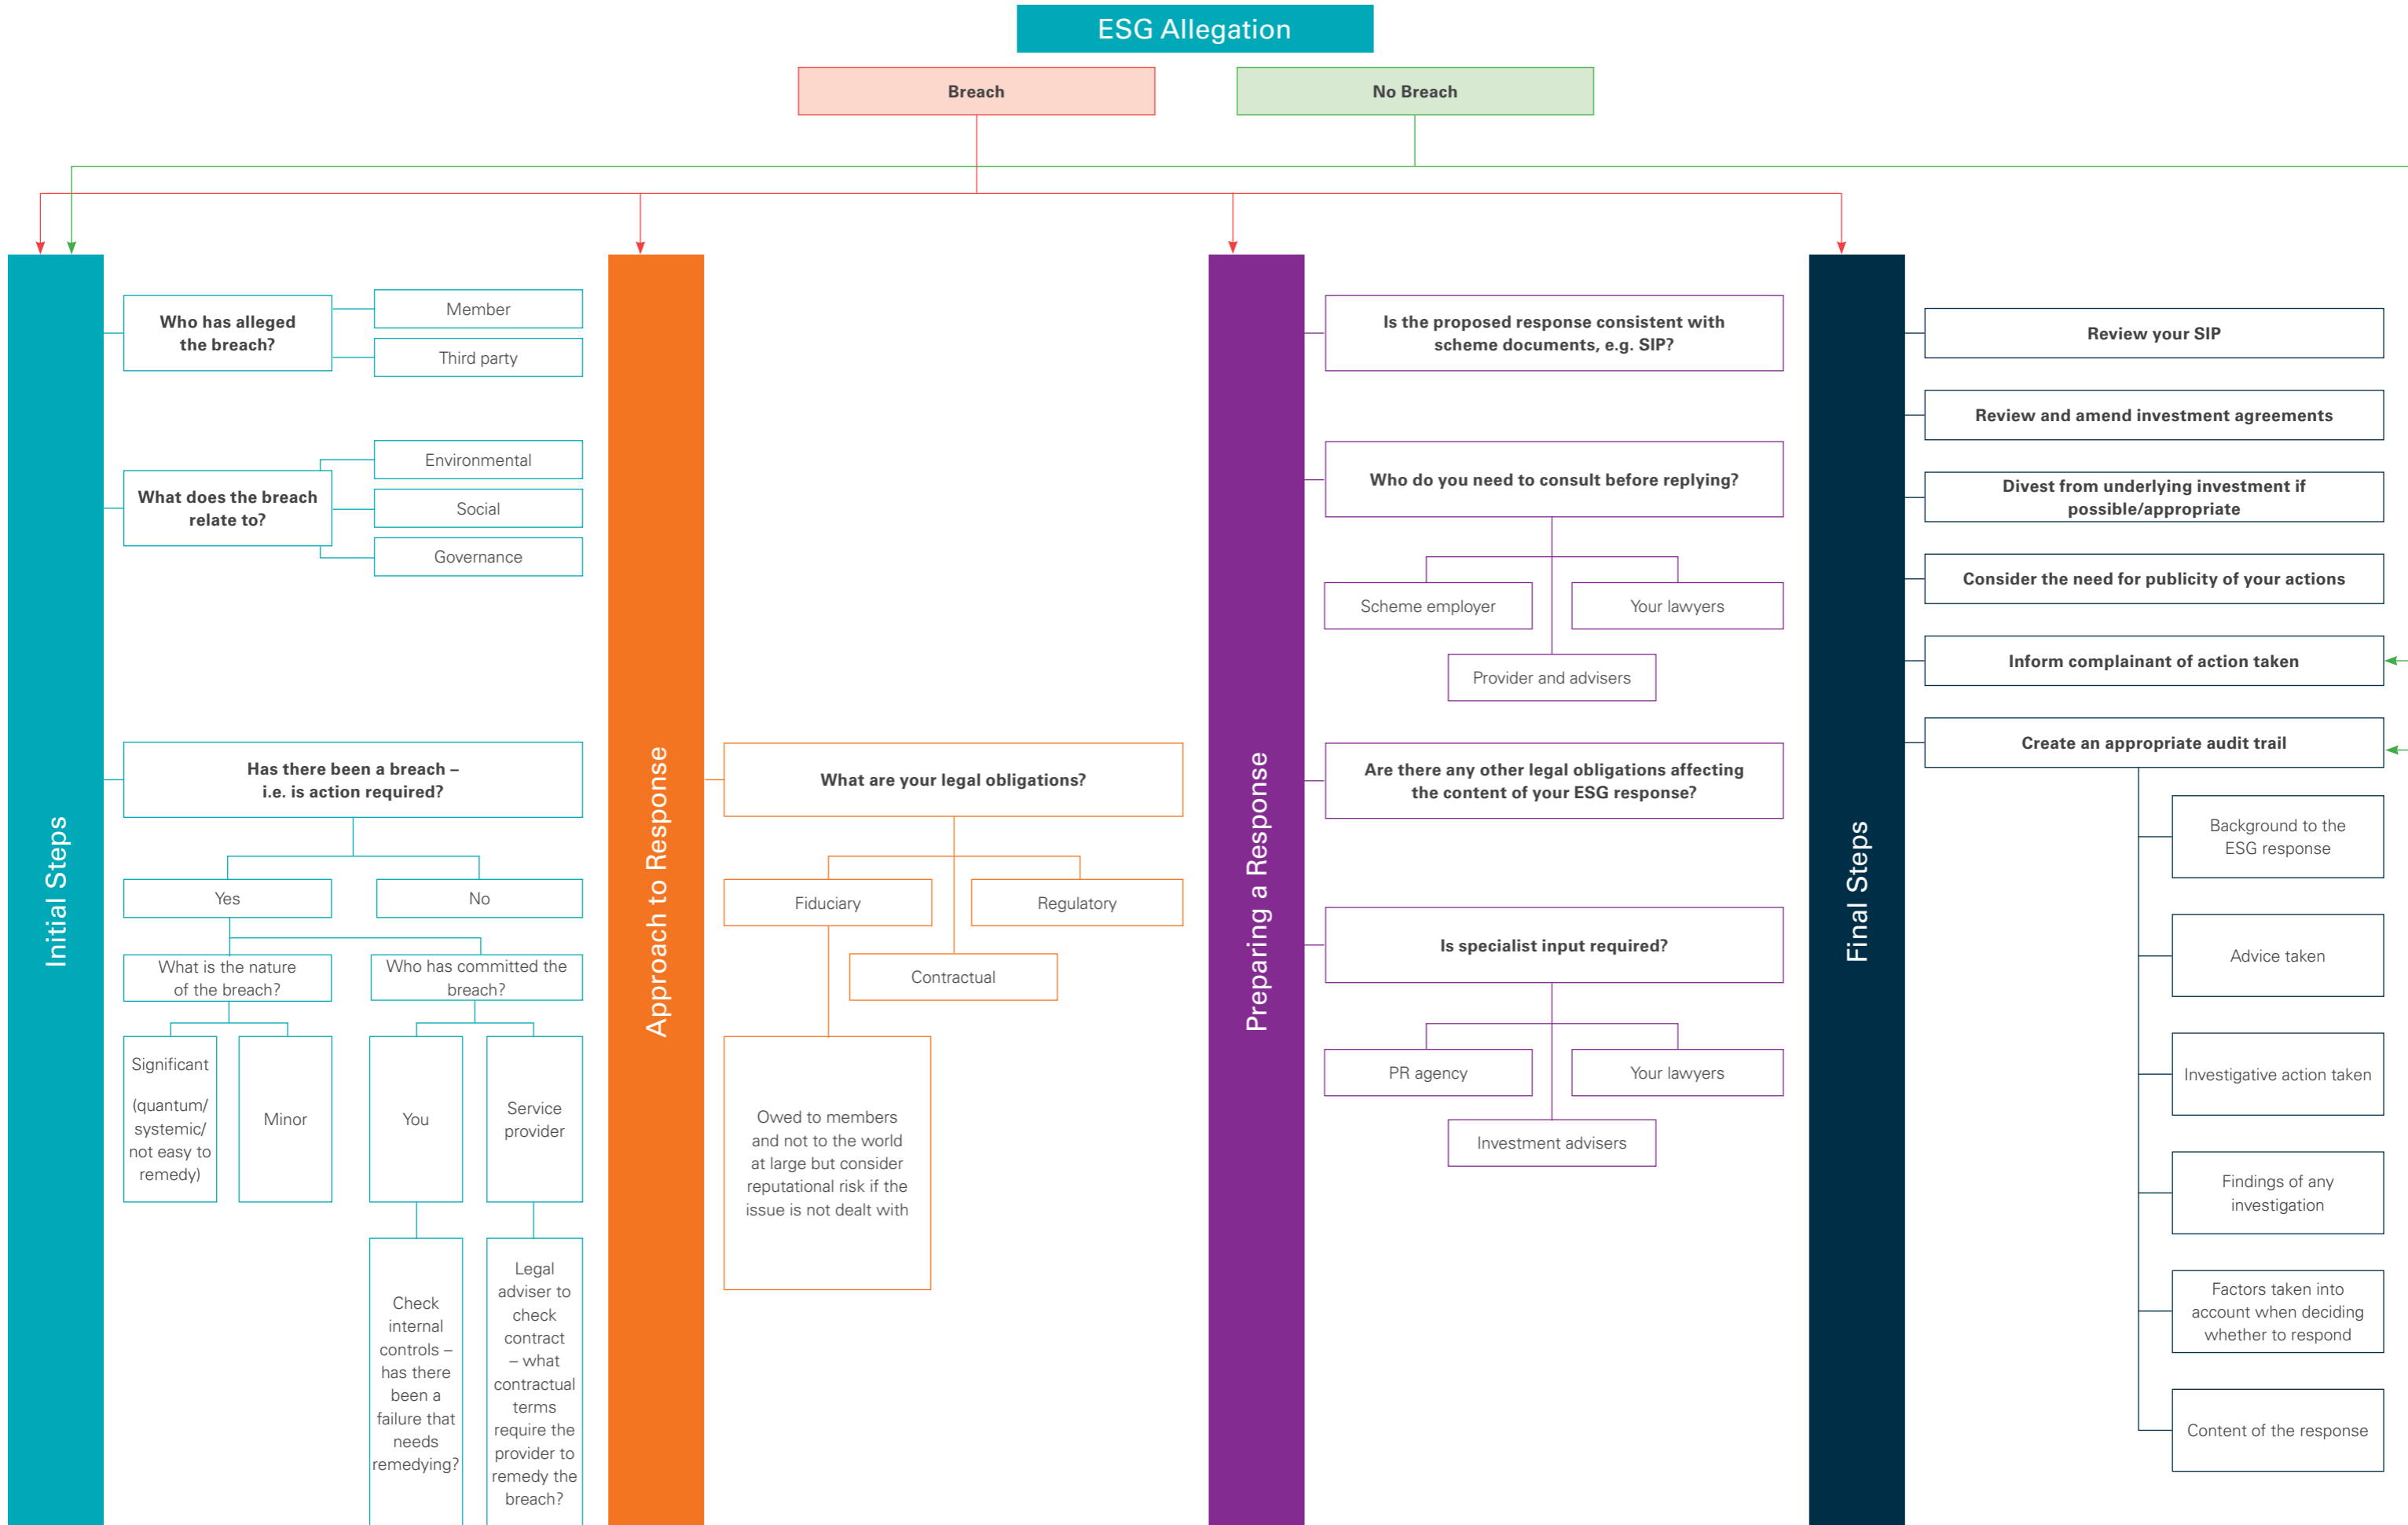 ESG Allegation
Breach
No Breach
Initial Steps
Who has alleged
the breach?
Member
Third party
What does the breach
relate to?
Environmental
Social
Governance
Has there been a breach –
i.e. is action required?
Yes
No
What is the nature
of the breach?
Who has committed the
breach?
Significant
(quantum/
systemic/
not easy to
remedy)
Minor
You
Service
provider
Check
internal
controls –
has there
been a
failure that
needs
remedying?
Legal
adviser to
check
contract
– what
contractual
terms
require the
provider to
remedy the
breach?
Approach to Response
What are your legal obligations?
Fiduciary
Regulatory
Contractual
Owed to members
and not to the world
at large but consider
reputational risk if the
issue is not dealt with
Preparing a Response
Is the proposed response consistent with
scheme documents, e.g. SIP?
Who do you need to consult before replying?
Scheme employer
Your lawyers
Provider and advisers
Are there any other legal obligations affecting
the content of your ESG response?
Is specialist input required?
PR agency
Your lawyers
Investment advisers
Final Steps
Review your SIP
Review and amend investment agreements
Divest from underlying investment if
possible/appropriate
Consider the need for publicity of your actions
Inform complainant of action taken
Create an appropriate audit trail
Background to the
ESG response
Advice taken
Investigative action taken
Findings of any
investigation
Factors taken into
account when deciding
whether to respond
Content of the response